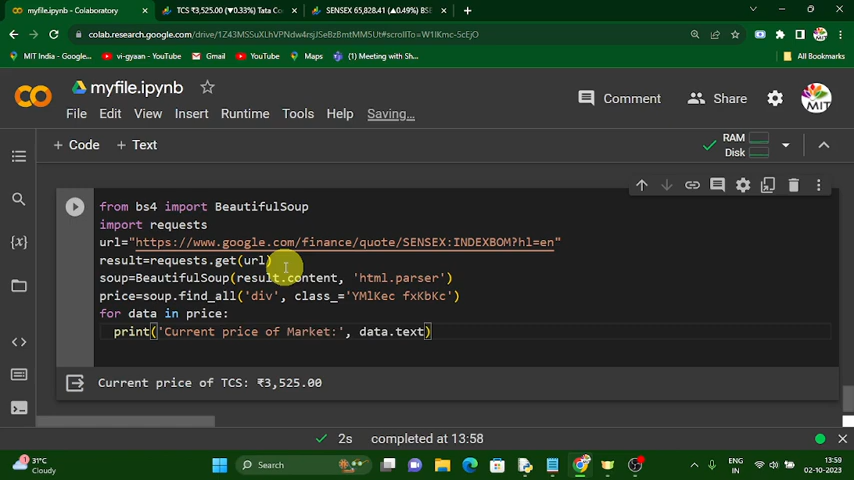 myfile.ipynb - Colaboratory
TCS ₹3,525.00 (▼0.33%) Tata Co
SENSEX 65,828.41 (▲0.49%) BSE
colab.research.google.com/drive/1Z43MSSuXLhVPNdw4rsjJSeBzBmtMM5Ut#scrollTo=W1lKmc-5cEjO
MIT India - Google...
vi-gyaan - YouTube
Gmail
YouTube
Maps
(1) Meeting with Sh...
All Bookmarks
myfile.ipynb
Comment
Share
MIT
File Edit View Insert Runtime Tools Help Saving...
+ Code + Text
RAM
Disk
{x}
from bs4 import BeautifulSoup
import requests
url="https://www.google.com/finance/quote/SENSEX:INDEXBOM?hl=en"
result=requests.get(url)
soup=BeautifulSoup(result.content, 'html.parser')
price=soup.find_all('div', class_='YMlKec fxKbKc')
for data in price:
print('Current price of Market:', data.text)
Current price of TCS: ₹3,525.00
2s completed at 13:58
31°C
Cloudy
Search
ENG
IN
13:59
02-10-2023